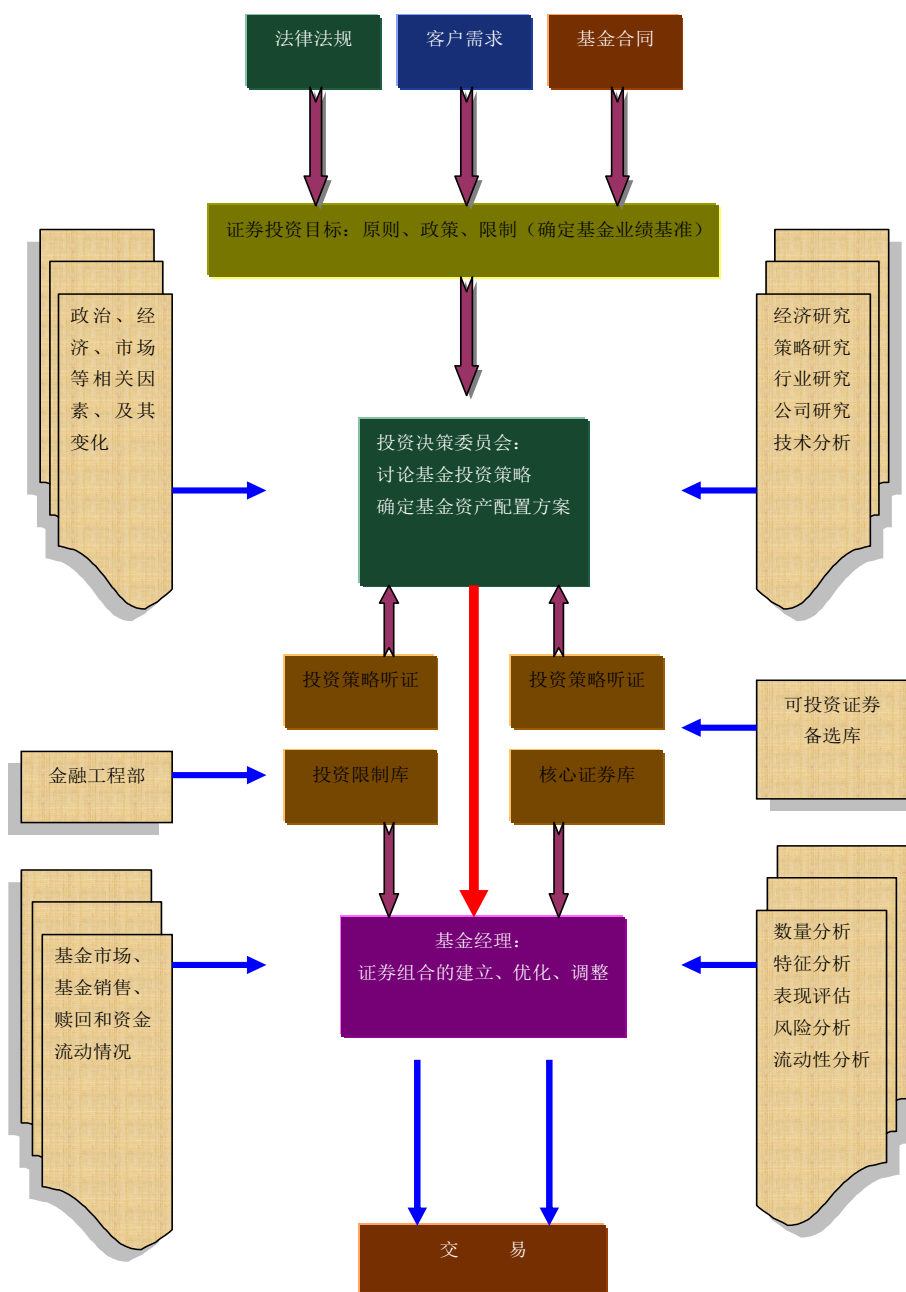 法律法规
客户需求
基金合同
证券投资目标：原则、政策、限制（确定基金业绩基准）
政治、经
济、市场
等相关因
素、及其
变化
经济研究
策略研究
行业研究
公司研究
技术分析
投资决策委员会：
讨论基金投资策略
确定基金资产配置方案
投资策略听证
投资策略听证
可投资证券
备选库
金融工程部
投资限制库
核心证券库
基金经理：
证券组合的建立、优化、调整
基金市场、
基金销售、
赎回和资金
流动情况
数量分析
特征分析
表现评估
风险分析
流动性分析
交 易